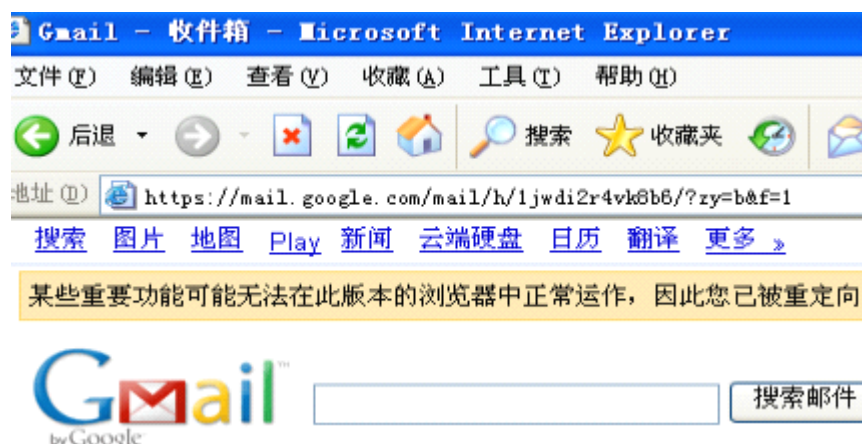 Gmail - 收件箱 - Microsoft Internet Explorer
文件(F) 编辑(E) 查看(V) 收藏(A) 工具(T) 帮助(H)
后退 搜索 收藏夹
地址(D) https://mail.google.com/mail/h/1jwdi2r4vk8b6/?zy=b&f=1
搜索 图片 地图 Play 新闻 云端硬盘 日历 翻译 更多 »
某些重要功能可能无法在此版本的浏览器中正常运作，因此您已被重定向
Gmail™ 搜索邮件
by Google